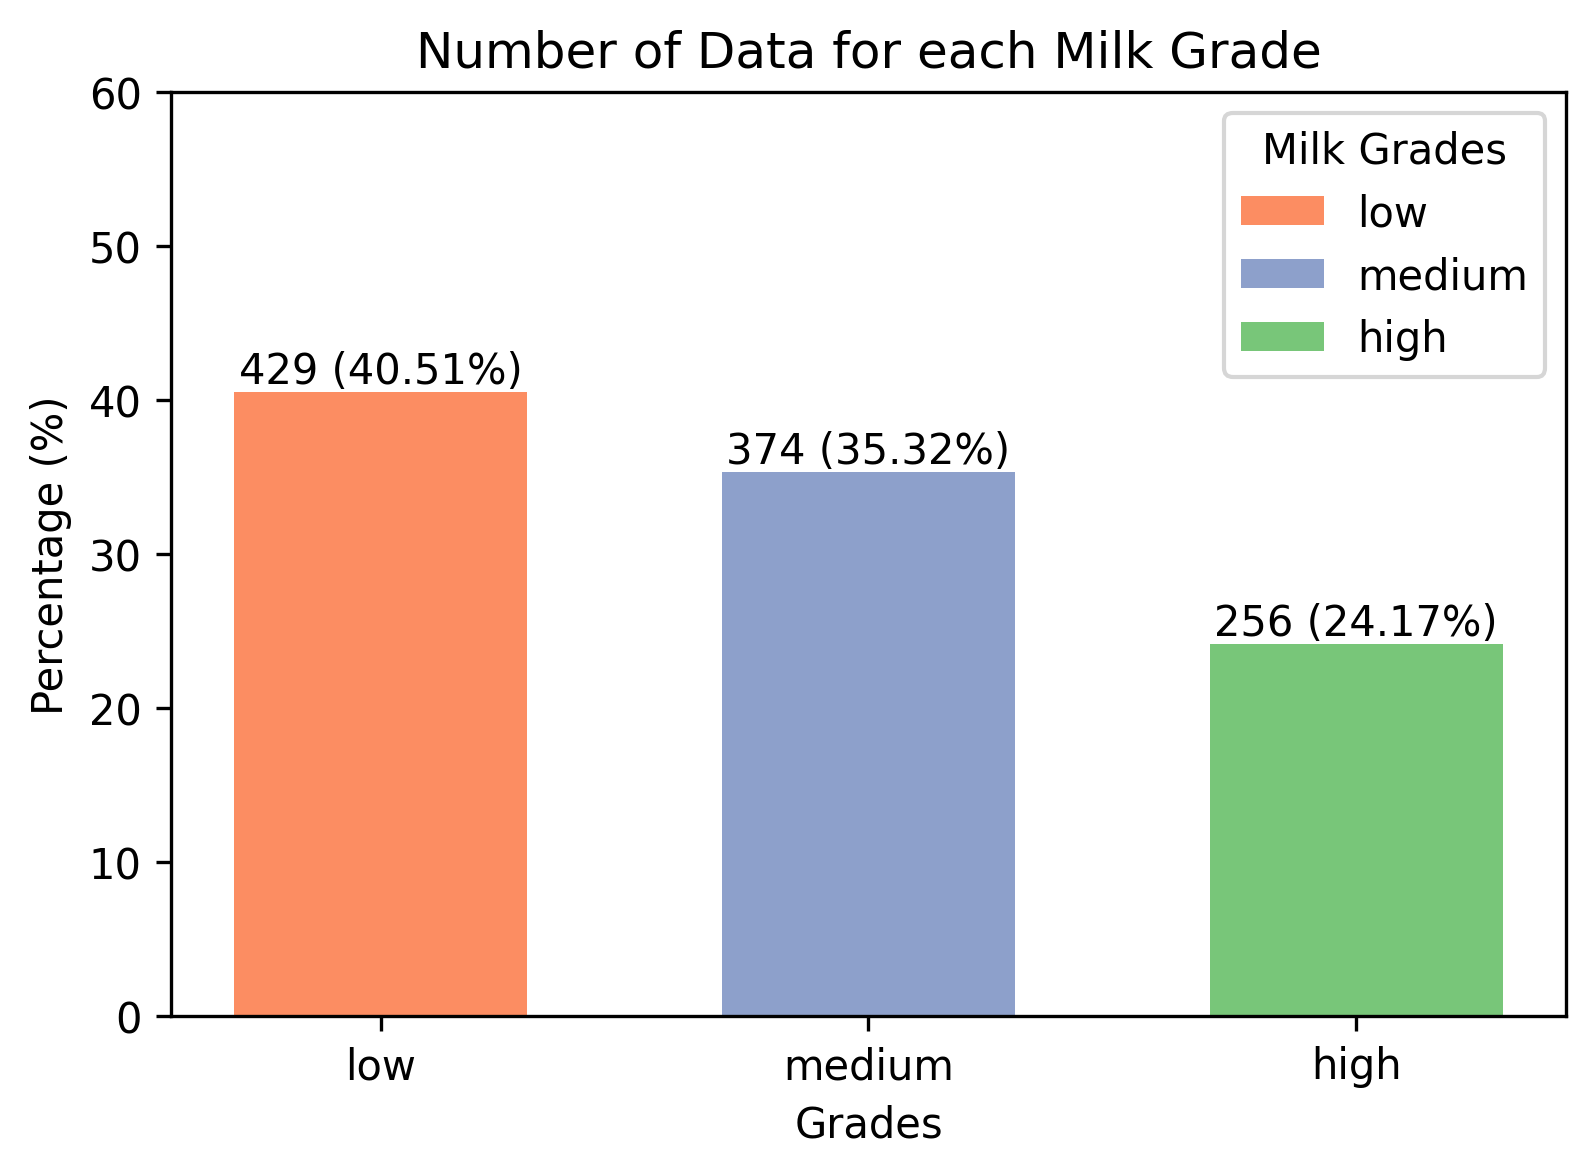 Number of Data for each Milk Grade
60
50
40
30
20
10
0
Percentage (%)
Milk Grades
low
medium
high
429 (40.51%)
374 (35.32%)
256 (24.17%)
low
medium
high
Grades